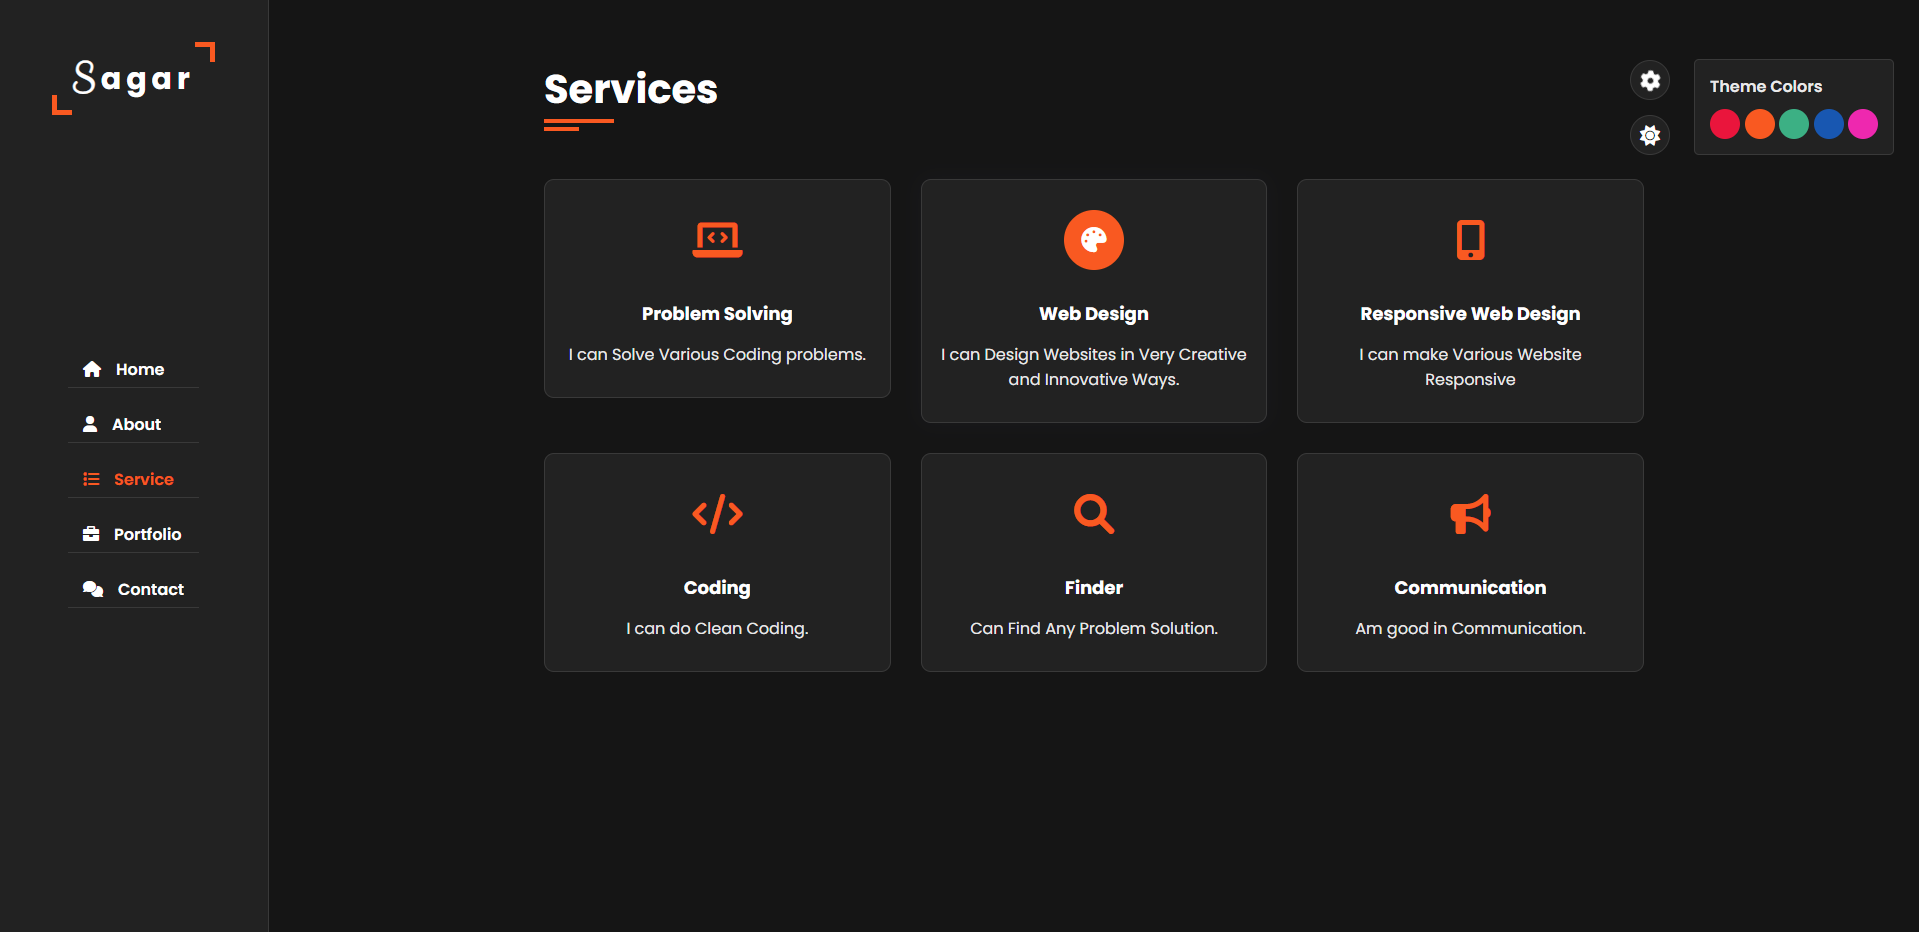 Sagar
Home
About
Service
Portfolio
Contact
Services
Theme Colors
Problem Solving
I can Solve Various Coding problems.
Web Design
I can Design Websites in Very Creative
and Innovative Ways.
Responsive Web Design
I can make Various Website
Responsive
Coding
I can do Clean Coding.
Finder
Can Find Any Problem Solution.
Communication
Am good in Communication.